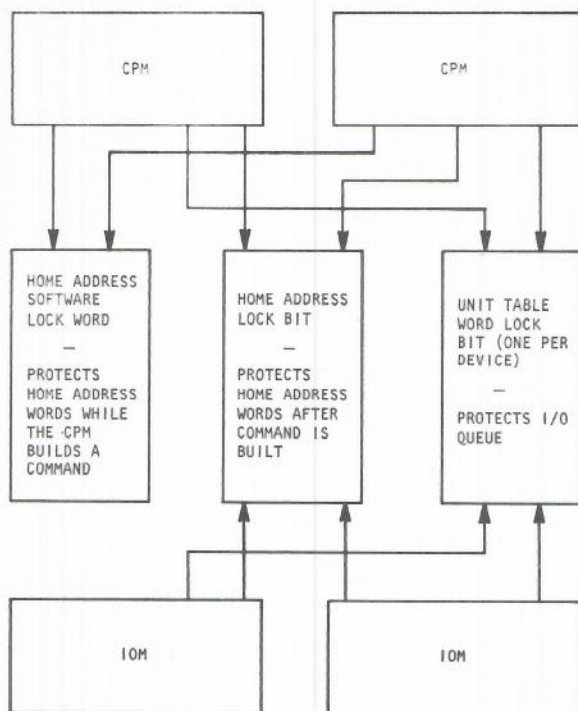 CPM
CPM
HOME ADDRESS
SOFTWARE
LOCK WORD
—
PROTECTS
HOME ADDRESS
WORDS WHILE
THE CPM
BUILDS A
COMMAND
HOME ADDRESS
LOCK BIT
—
PROTECTS
HOME ADDRESS
WORDS AFTER
COMMAND IS
BUILT
UNIT TABLE
WORD LOCK
BIT (ONE PER
DEVICE)
—
PROTECTS I/O
QUEUE
IOM
IOM